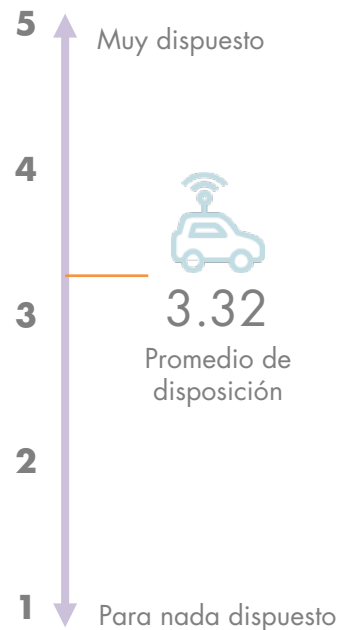 5
Muy dispuesto
4
3.32
3
Promedio de
disposición
2
1
Para nada dispuesto